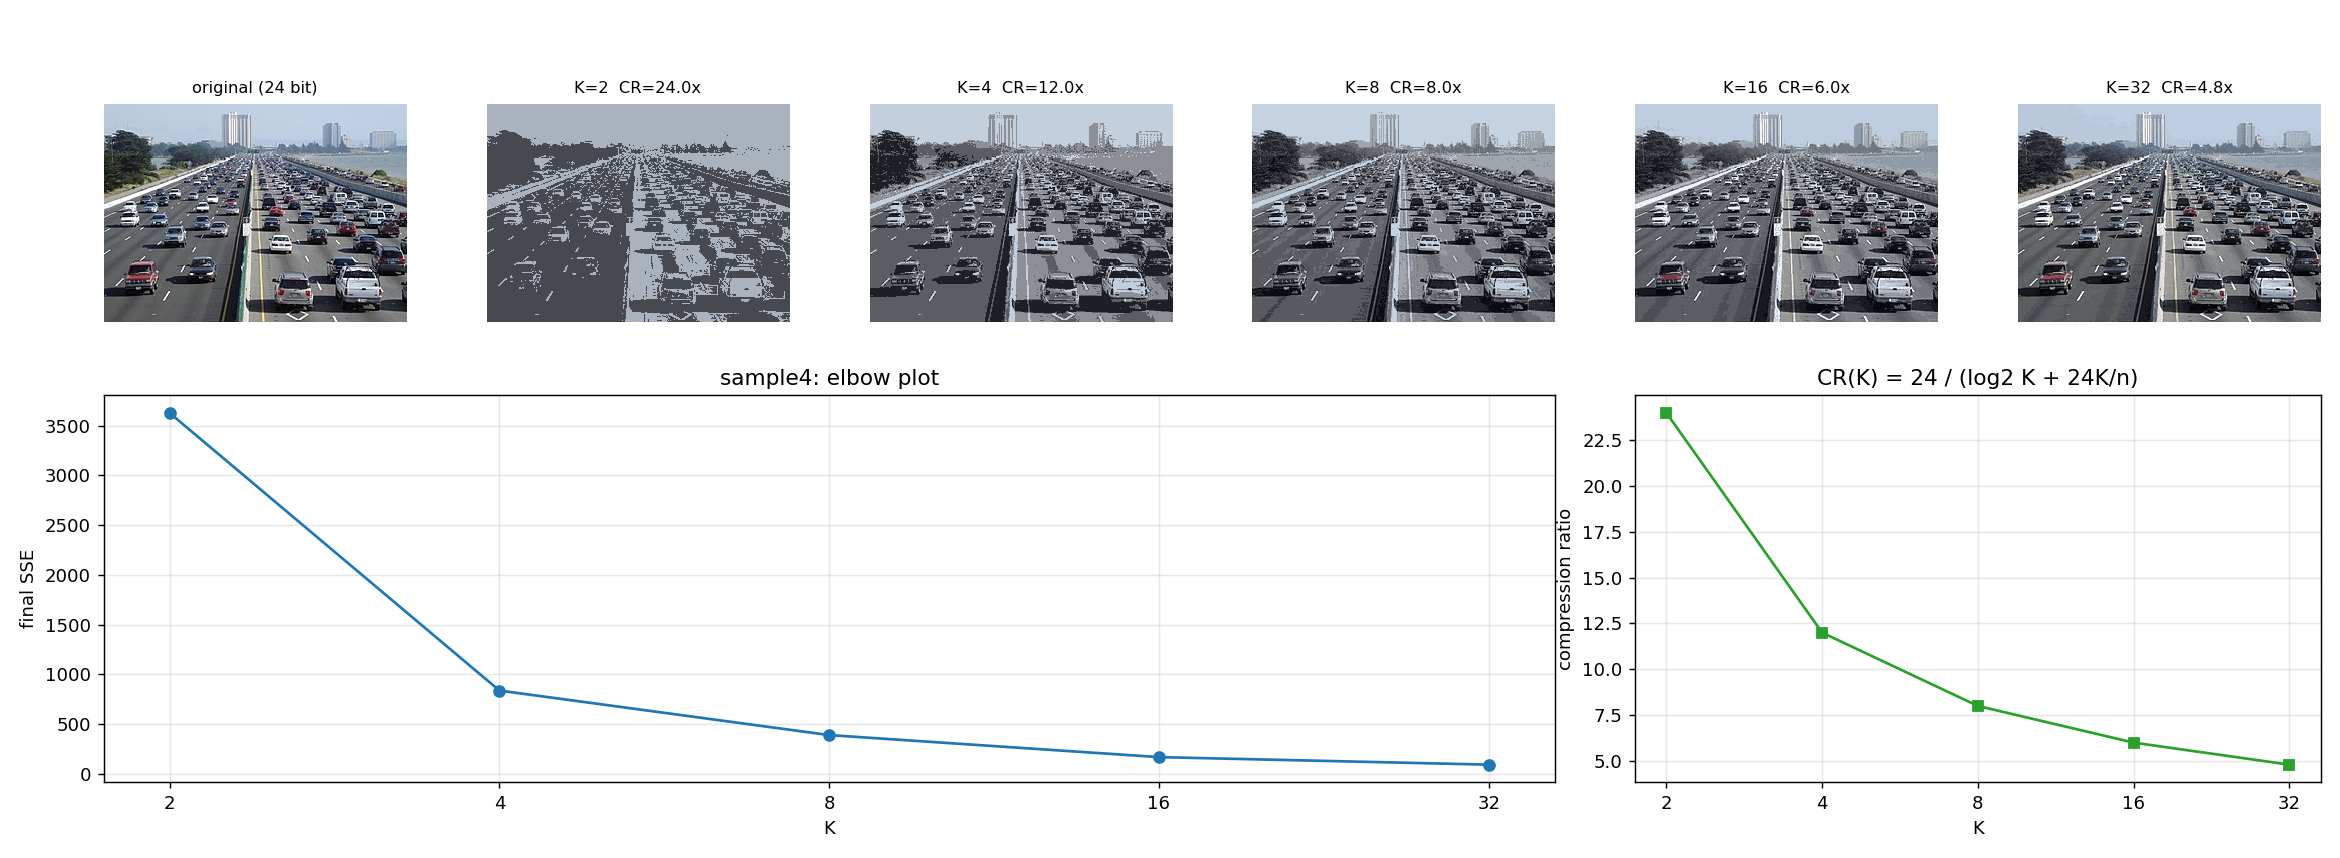 original (24 bit)
K=2  CR=24.0x
K=4  CR=12.0x
K=8  CR=8.0x
K=16  CR=6.0x
K=32  CR=4.8x
sample4: elbow plot
final SSE
3500
3000
2500
2000
1500
1000
500
0
2
4
8
16
32
K
CR(K) = 24 / (log2 K + 24K/n)
compression ratio
22.5
20.0
17.5
15.0
12.5
10.0
7.5
5.0
2
4
8
16
32
K